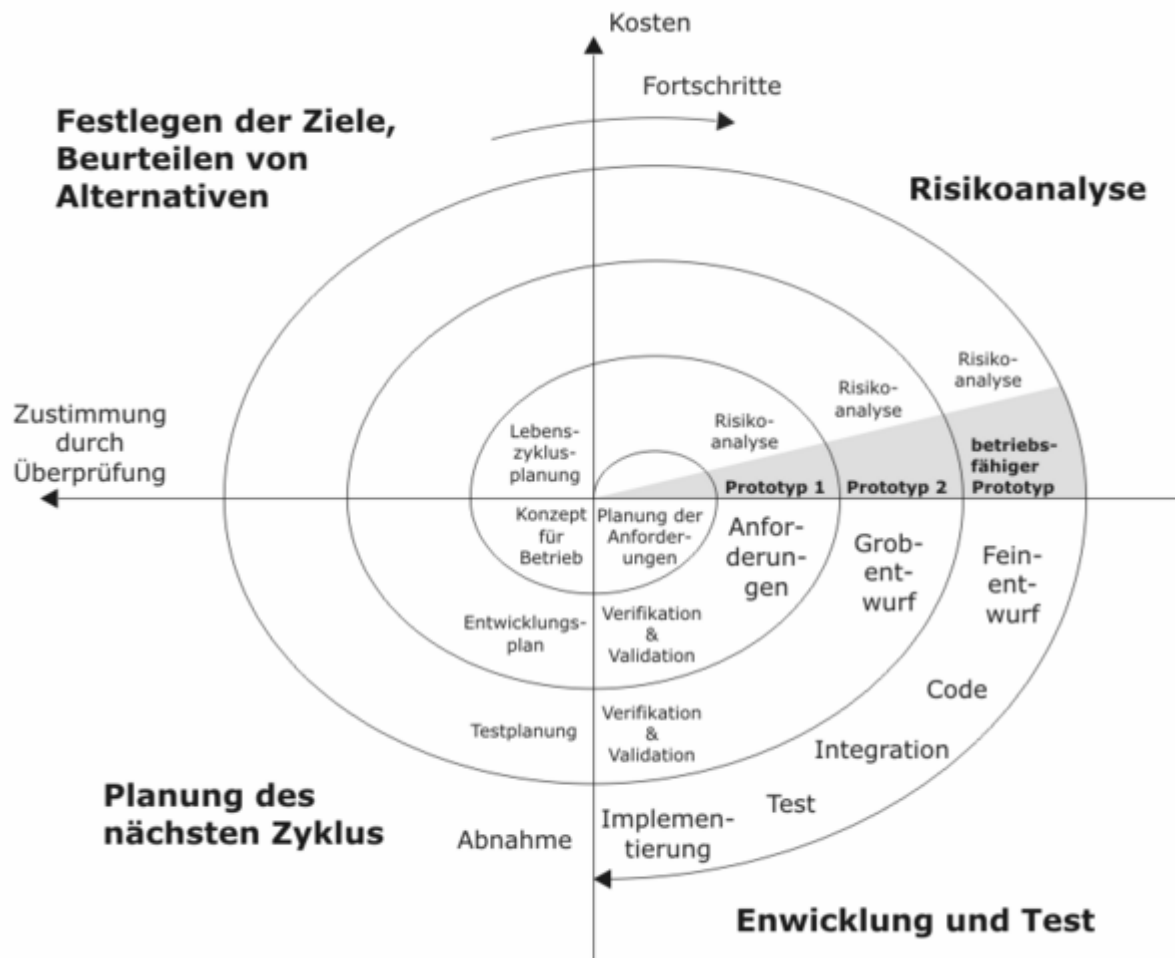 Kosten
Fortschritte
Festlegen der Ziele,
Beurteilen von
Alternativen
Risikoanalyse
Zustimmung
durch
Überprüfung
Lebens-
zyklus-
planung
Risiko-
analyse
Risiko-
analyse
Risiko-
analyse
Prototyp 1
Prototyp 2
betriebs-
fähiger
Prototyp
Konzept
für
Betrieb
Planung der
Anforder-
ungen
Anfor-
derun-
gen
Grob-
ent-
wurf
Fein-
ent-
wurf
Entwicklungs-
plan
Verifikation
&
Validation
Testplanung
Verifikation
&
Validation
Code
Integration
Test
Implemen-
tierung
Abnahme
Planung des
nächsten Zyklus
Enwicklung und Test